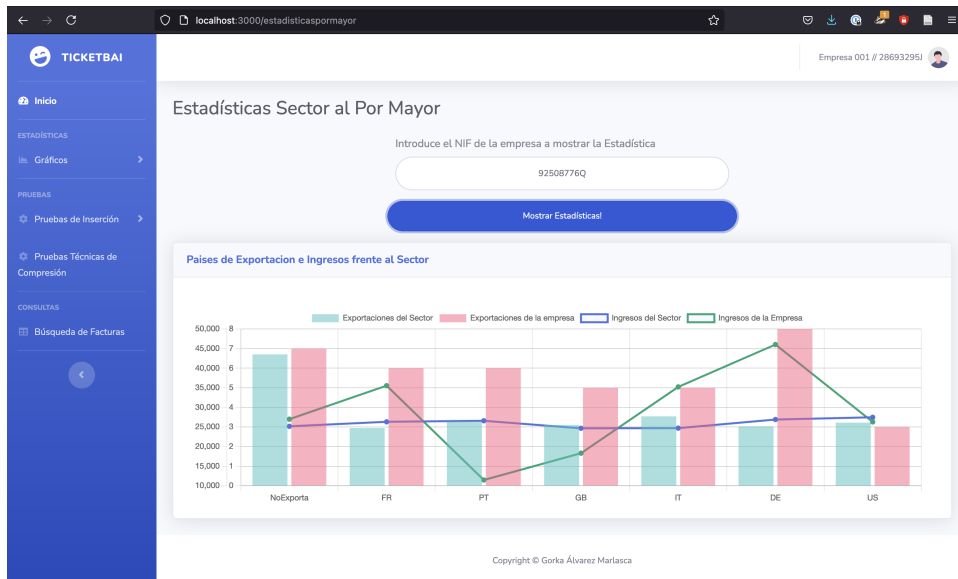 localhost:3000/estadisticaspormayor
TICKETBAI
Empresa 001 // 28693295J
Inicio
ESTADÍSTICAS
Gráficos
PRUEBAS
Pruebas de Inserción
Pruebas Técnicas de
Compresión
CONSULTAS
Búsqueda de Facturas
Estadísticas Sector al Por Mayor
Introduce el NIF de la empresa a mostrar la Estadística
92508776Q
Mostrar Estadísticas!
Paises de Exportacion e Ingresos frente al Sector
Exportaciones del Sector Exportaciones de la empresa Ingresos del Sector Ingresos de la Empresa
50,000 8
45,000 7
40,000 6
35,000 5
30,000 4
25,000 3
20,000 2
15,000 1
10,000 0
NoExporta FR PT GB IT DE US
Copyright © Gorka Álvarez Marlasca